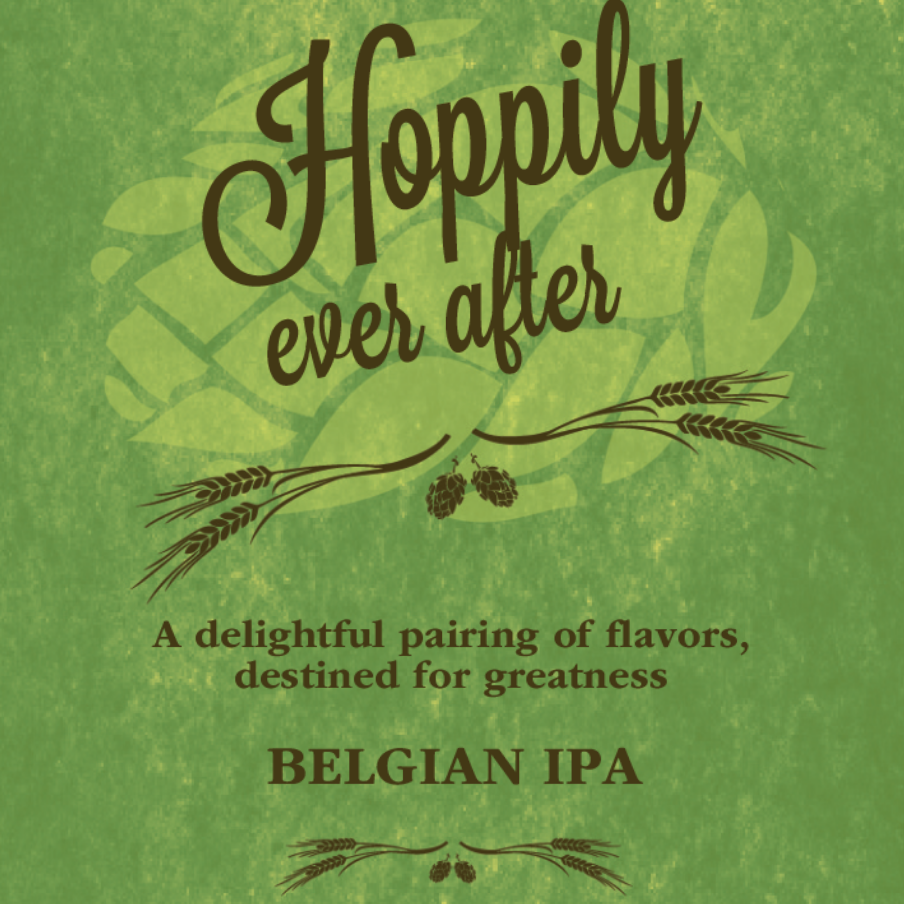 Hoppily
ever after
A delightful pairing of flavors,
destined for greatness
BELGIAN IPA